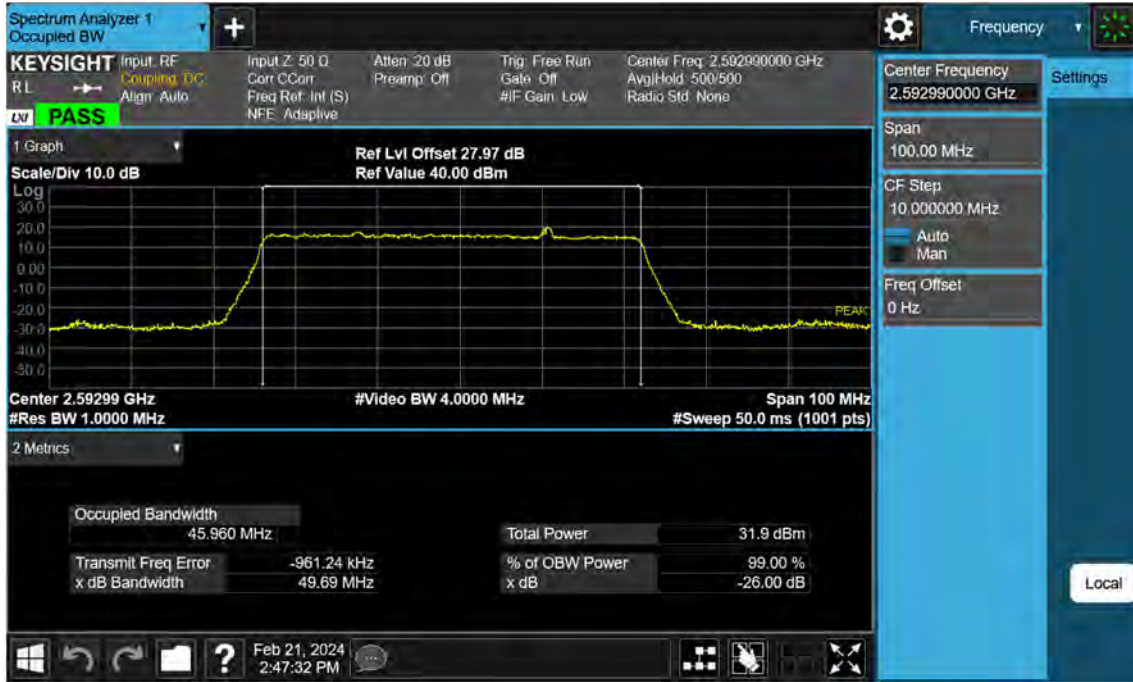 Spectrum Analyzer 1
Occupied BW
+
Frequency
KEYSIGHT
RL
LXI
PASS
Input: RF
Coupling: DC
Align: Auto
Input Z: 50 Ω
Corr CCorr
Freq Ref: Int (S)
NFE: Adaptive
Atten: 20 dB
Preamp: Off
Trig: Free Run
Gate: Off
#IF Gain: Low
Center Freq: 2.592990000 GHz
Avg|Hold: 500/500
Radio Std: None
Center Frequency
2.592990000 GHz
Settings
Span
100.00 MHz
CF Step
10.000000 MHz
Auto
Man
Freq Offset
0 Hz
Local
1 Graph
Scale/Div 10.0 dB
Ref Lvl Offset 27.97 dB
Ref Value 40.00 dBm
Log
30.0
20.0
10.0
0.00
-10.0
-20.0
-30.0
-40.0
-50.0
PEAK
Center 2.59299 GHz
#Video BW 4.0000 MHz
Span 100 MHz
#Res BW 1.0000 MHz
#Sweep 50.0 ms (1001 pts)
2 Metrics
Occupied Bandwidth
45.960 MHz
Total Power 31.9 dBm
Transmit Freq Error -961.24 kHz
% of OBW Power 99.00 %
x dB Bandwidth 49.69 MHz
x dB -26.00 dB
?
Feb 21, 2024
2:47:32 PM